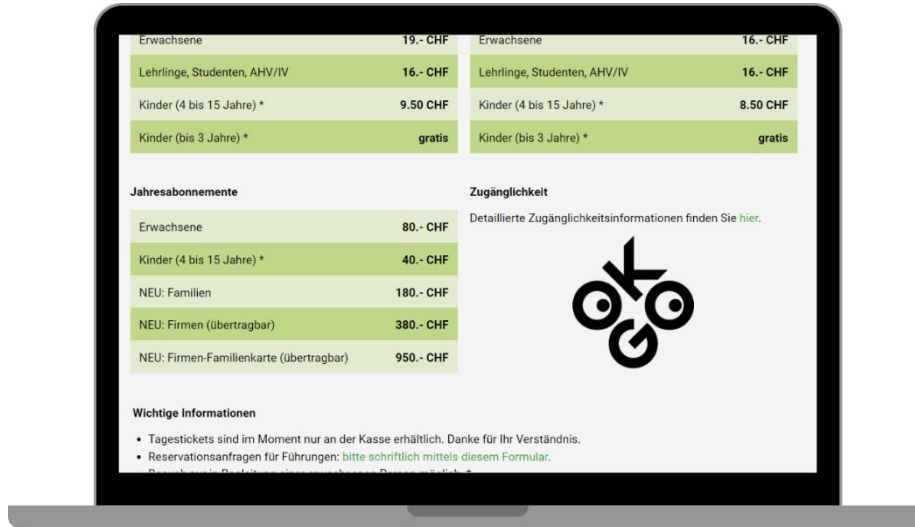 Erwachsene 19.- CHF
Lehrlinge, Studenten, AHV/IV 16.- CHF
Kinder (4 bis 15 Jahre) * 9.50 CHF
Kinder (bis 3 Jahre) * gratis
Erwachsene 16.- CHF
Lehrlinge, Studenten, AHV/IV 16.- CHF
Kinder (4 bis 15 Jahre) * 8.50 CHF
Kinder (bis 3 Jahre) * gratis
Jahresabonnemente
Erwachsene 80.- CHF
Kinder (4 bis 15 Jahre) * 40.- CHF
NEU: Familien 180.- CHF
NEU: Firmen (übertragbar) 380.- CHF
NEU: Firmen-Familienkarte (übertragbar) 950.- CHF
Zugänglichkeit
Detaillierte Zugänglichkeitsinformationen finden Sie hier.
OK
GO
Wichtige Informationen
• Tagestickets sind im Moment nur an der Kasse erhältlich. Danke für Ihr Verständnis.
• Reservationsanfragen für Führungen: bitte schriftlich mittels diesem Formular.